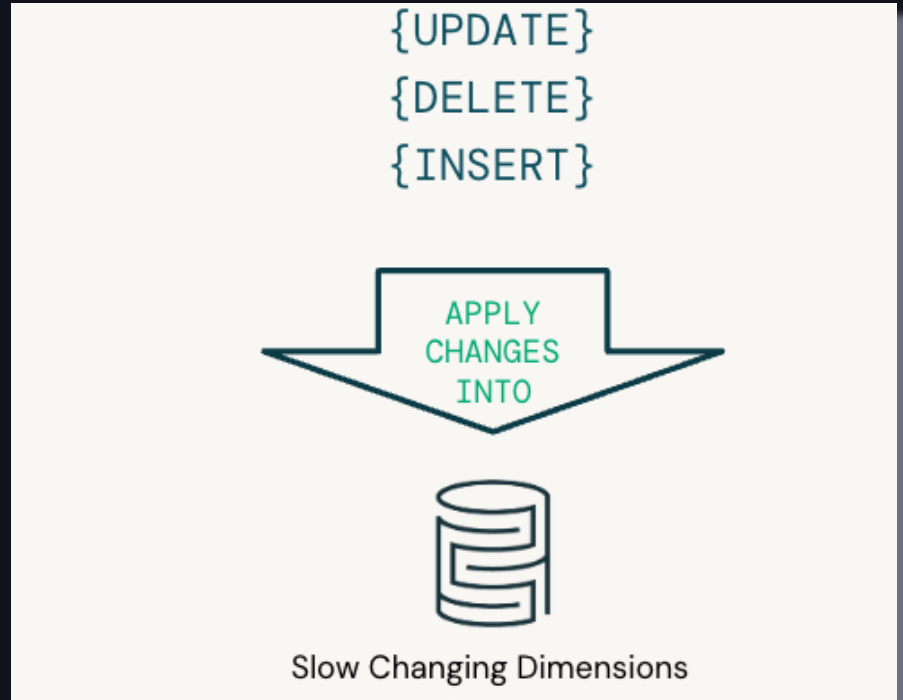 {UPDATE}
{DELETE}
{INSERT}
APPLY
CHANGES
INTO
Slow Changing Dimensions